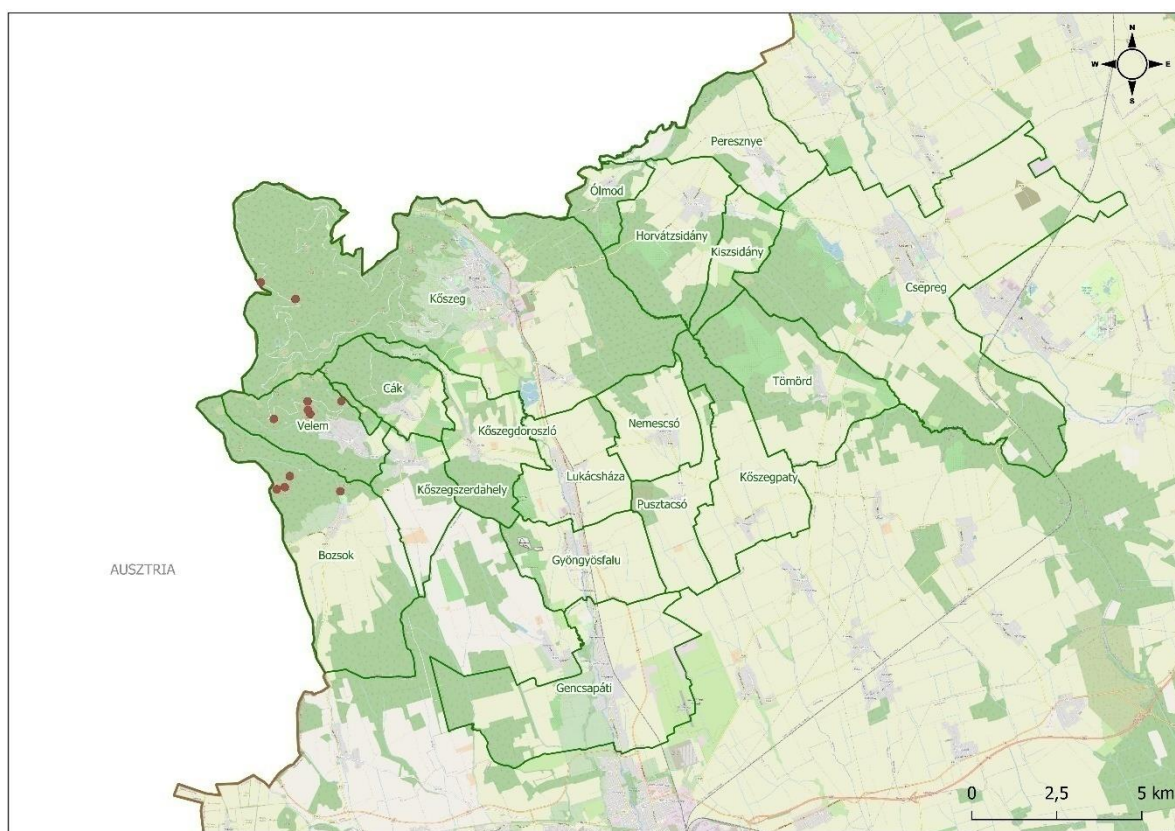 N
W
E
S
Peresznye
Ólmod
Horvátzsidány
Kiszsidány
Csepreg
Kőszeg
Cák
Tömörd
Velem
Kőszegdoroszló
Nemescsó
Kőszegszerdahely
Lukácsháza
Kőszegpaty
Pusztacsó
Bozsok
Gyöngyösfalu
AUSZTRIA
Gencsapáti
0 2,5 5 km